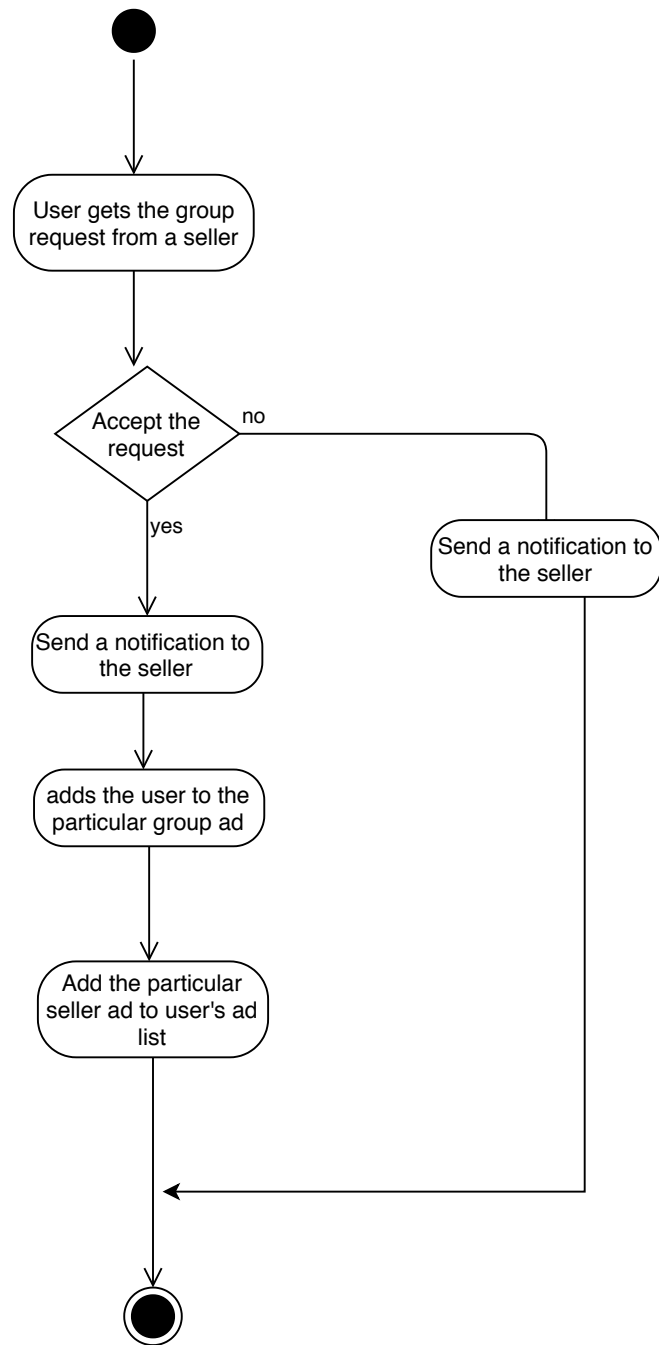 User gets the group
request from a seller
Accept the
request
no
yes
Send a notification to
the seller
Send a notification to
the seller
adds the user to the
particular group ad
Add the particular
seller ad to user's ad
list